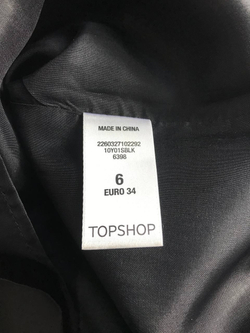 MADE IN CHINA
2260327102292
10Y01SBLK
6398
6
EURO 34
TOPSHOP